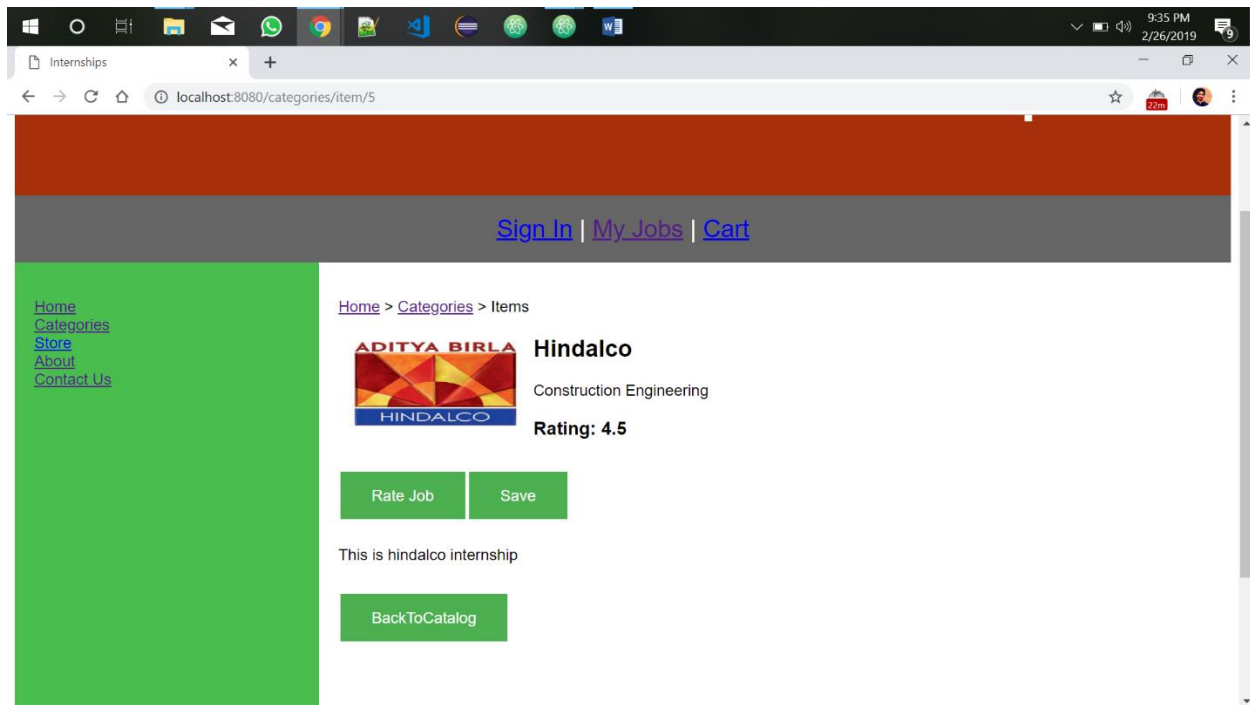 9:35 PM
2/26/2019
9
Internships
localhost:8080/categories/item/5
22m
Sign In | My Jobs | Cart
Home
Categories
Store
About
Contact Us
Home > Categories > Items
ADITYA BIRLA
HINDALCO
Hindalco
Construction Engineering
Rating: 4.5
Rate Job
Save
This is hindalco internship
BackToCatalog